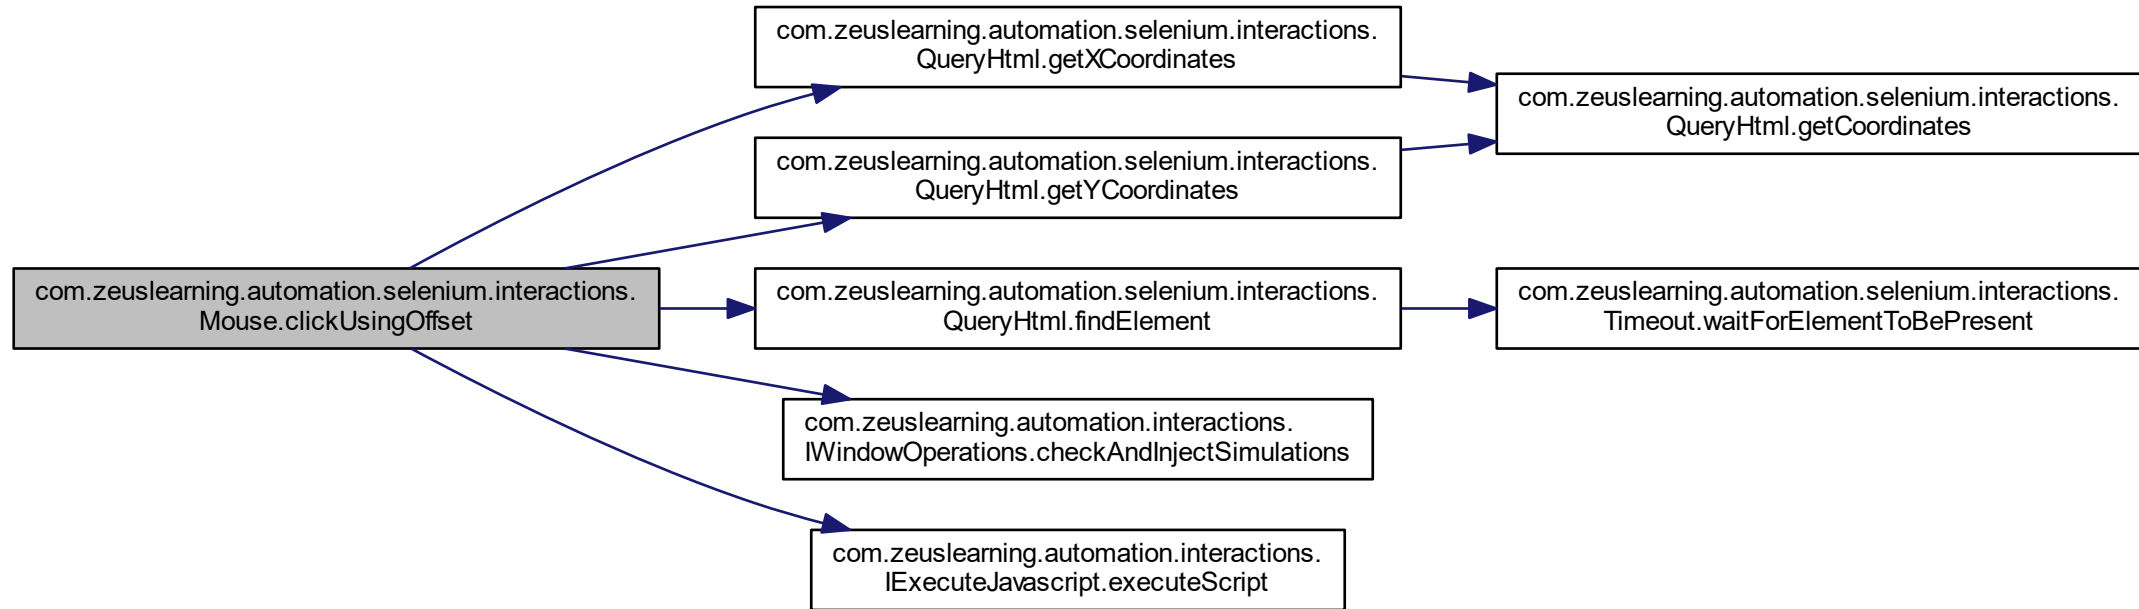 com.zeuslearning.automation.selenium.interactions.
QueryHtml.getXCoordinates
com.zeuslearning.automation.selenium.interactions.
QueryHtml.getCoordinates
com.zeuslearning.automation.selenium.interactions.
QueryHtml.getYCoordinates
com.zeuslearning.automation.selenium.interactions.
Mouse.clickUsingOffset
com.zeuslearning.automation.selenium.interactions.
QueryHtml.findElement
com.zeuslearning.automation.selenium.interactions.
Timeout.waitForElementToBePresent
com.zeuslearning.automation.interactions.
IWindowOperations.checkAndInjectSimulations
com.zeuslearning.automation.interactions.
IExecuteJavascript.executeScript